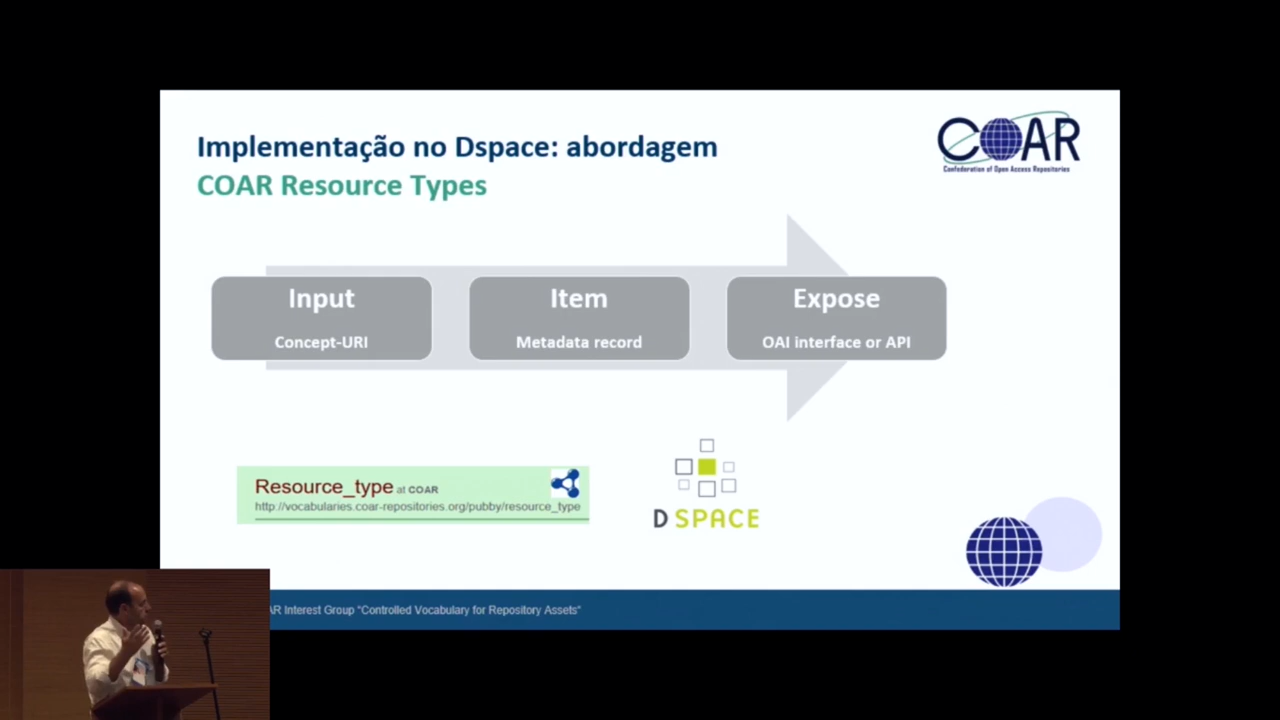 Implementação no Dspace: abordagem
COAR Resource Types
COAR
Confederation of Open Access Repositories
Input
Concept-URI
Item
Metadata record
Expose
OAI interface or API
Resource_type at COAR
http://vocabularies.coar-repositories.org/pubby/resource_type
DSPACE
AR Interest Group "Controlled Vocabulary for Repository Assets"